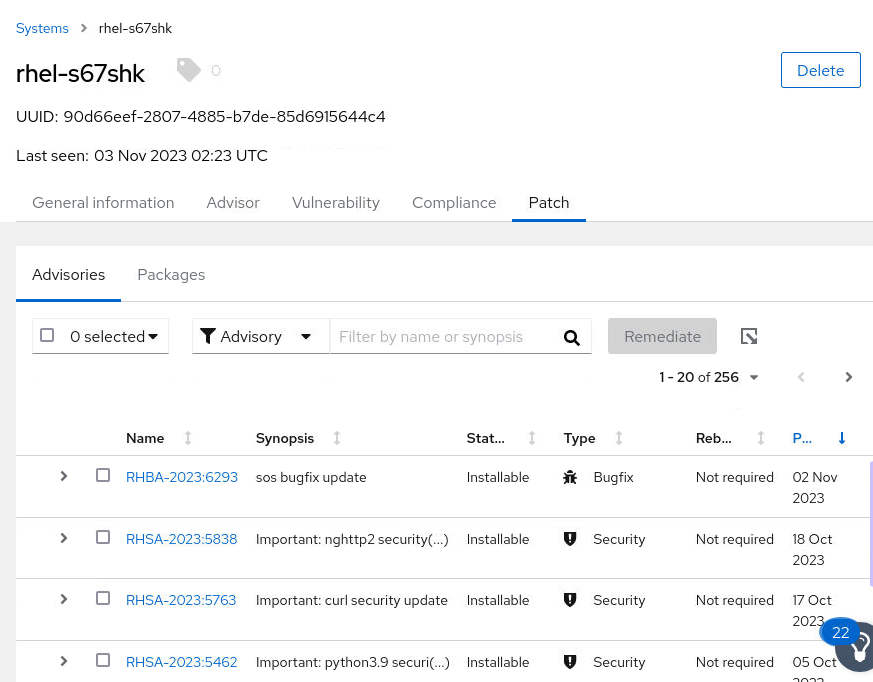 Systems > rhel-s67shk
rhel-s67shk 0
Delete
UUID: 90d66eef-2807-4885-b7de-85d6915644c4
Last seen: 03 Nov 2023 02:23 UTC
General information Advisor Vulnerability Compliance Patch
Advisories Packages
0 selected Advisory Filter by name or synopsis Remediate
1 - 20 of 256
Name Synopsis Stat... Type Reb... P...
RHBA-2023:6293 sos bugfix update Installable Bugfix Not required 02 Nov
2023
RHSA-2023:5838 Important: nghttp2 security(...) Installable Security Not required 18 Oct
2023
RHSA-2023:5763 Important: curl security update Installable Security Not required 17 Oct
2023
22
RHSA-2023:5462 Important: python3.9 securi(...) Installable Security Not required 05 Oct
2023